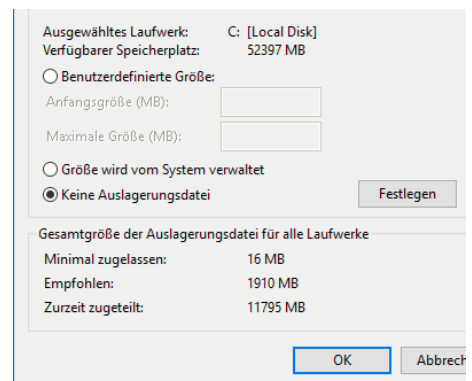 Ausgewähltes Laufwerk: C: [Local Disk]
Verfügbarer Speicherplatz: 52397 MB
Benutzerdefinierte Größe:
Anfangsgröße (MB):
Maximale Größe (MB):
Größe wird vom System verwaltet
Keine Auslagerungsdatei Festlegen
Gesamtgröße der Auslagerungsdatei für alle Laufwerke
Minimal zugelassen: 16 MB
Empfohlen: 1910 MB
Zurzeit zugeteilt: 11795 MB
OK Abbrech